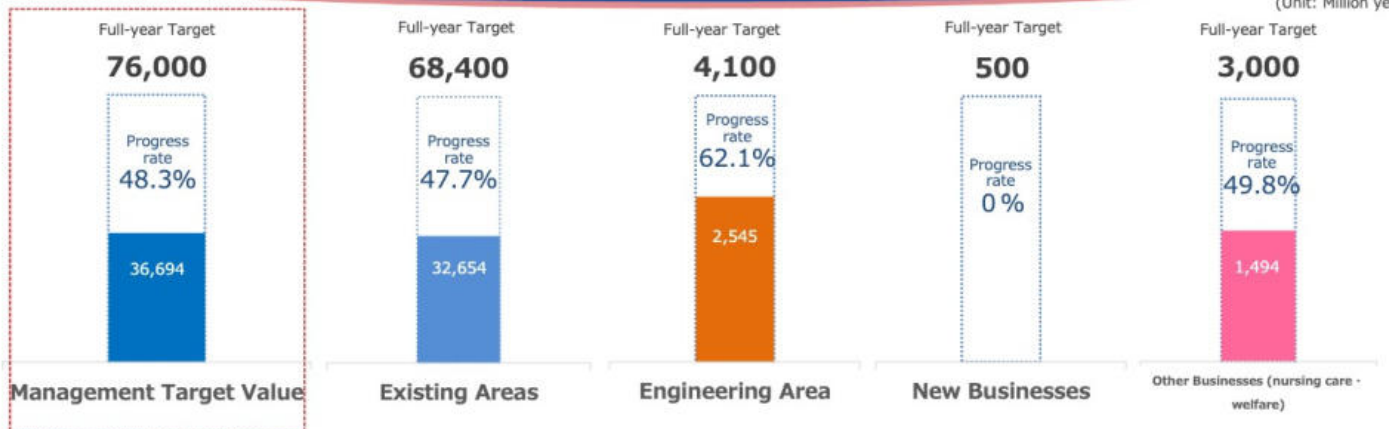 (Unit: Million ye
Full-year Target
76,000
Progress
rate
48.3%
36,694
Management Target Value
Full-year Target
68,400
Progress
rate
47.7%
32,654
Existing Areas
Full-year Target
4,100
Progress
rate
62.1%
2,545
Engineering Area
Full-year Target
500
Progress
rate
0 %
New Businesses
Full-year Target
3,000
Progress
rate
49.8%
1,494
Other Businesses (nursing care -
welfare)